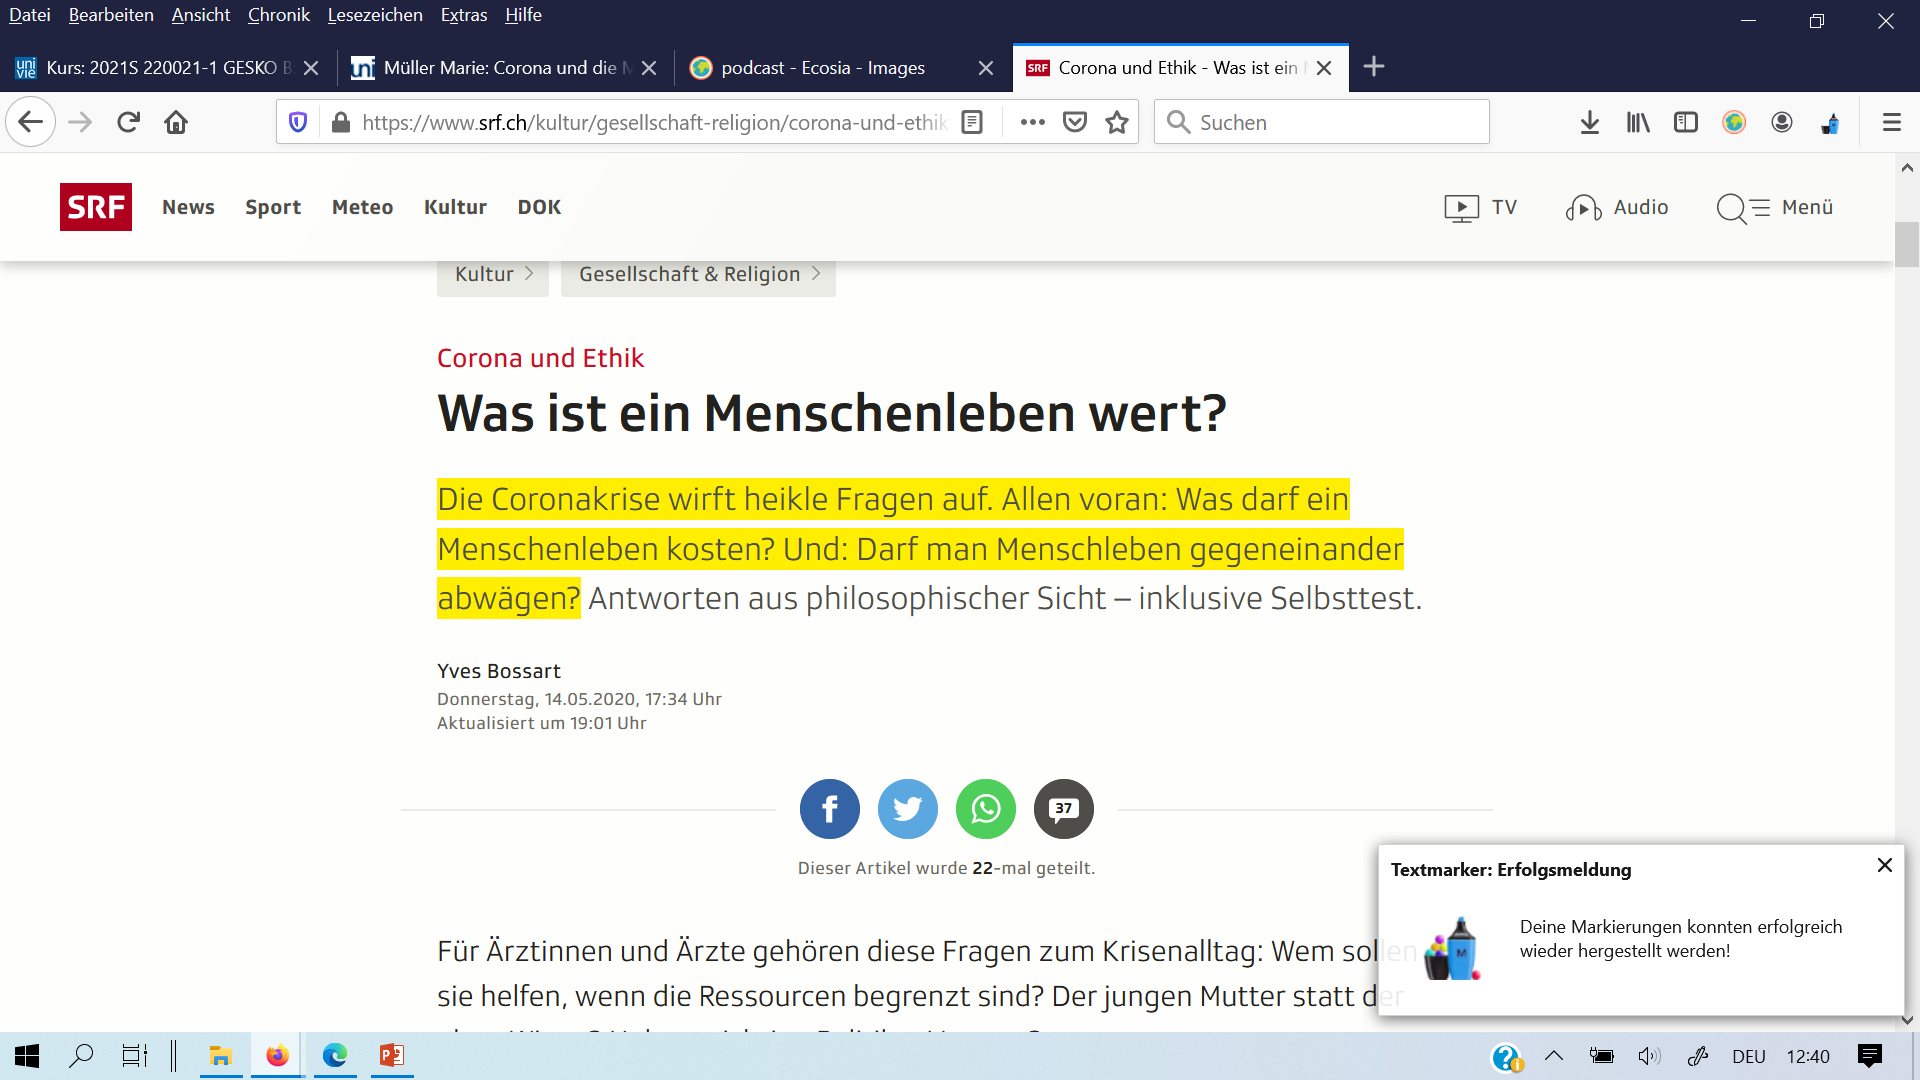 Datei Bearbeiten Ansicht Chronik Lesezeichen Extras Hilfe
Kurs: 2021S 220021-1 GESKO
Müller Marie: Corona und die
podcast - Ecosia - Images
Corona und Ethik - Was ist ein
https://www.srf.ch/kultur/gesellschaft-religion/corona-und-ethik
Suchen
SRF News Sport Meteo Kultur DOK TV Audio Menü
Kultur Gesellschaft & Religion
Corona und Ethik
Was ist ein Menschenleben wert?
Die Coronakrise wirft heikle Fragen auf. Allen voran: Was darf ein
Menschenleben kosten? Und: Darf man Menschleben gegeneinander
abwägen? Antworten aus philosophischer Sicht – inklusive Selbsttest.
Yves Bossart
Donnerstag, 14.05.2020, 17:34 Uhr
Aktualisiert um 19:01 Uhr
37
Dieser Artikel wurde 22-mal geteilt.
Für Ärztinnen und Ärzte gehören diese Fragen zum Krisenalltag: Wem sollen
sie helfen, wenn die Ressourcen begrenzt sind? Der jungen Mutter statt der
Textmarker: Erfolgsmeldung
Deine Markierungen konnten erfolgreich
wieder hergestellt werden!
DEU 12:40